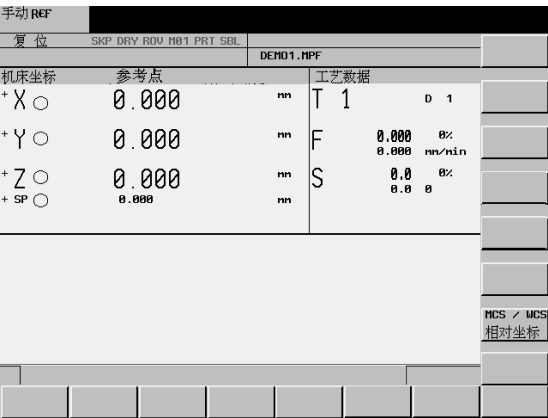 手动 REF
复 位 SKP DRY ROV M01 PRT SBL
DEMO1.MPF
机床坐标 参考点 工艺数据
+X 0.000 mm T 1 D 1
+Y 0.000 mm F 0.000 0%
0.000 mm/min
+Z 0.000 mm S 0.0 0%
+ SP 0.000 mm 0.0 0
MCS / WCS
相对坐标